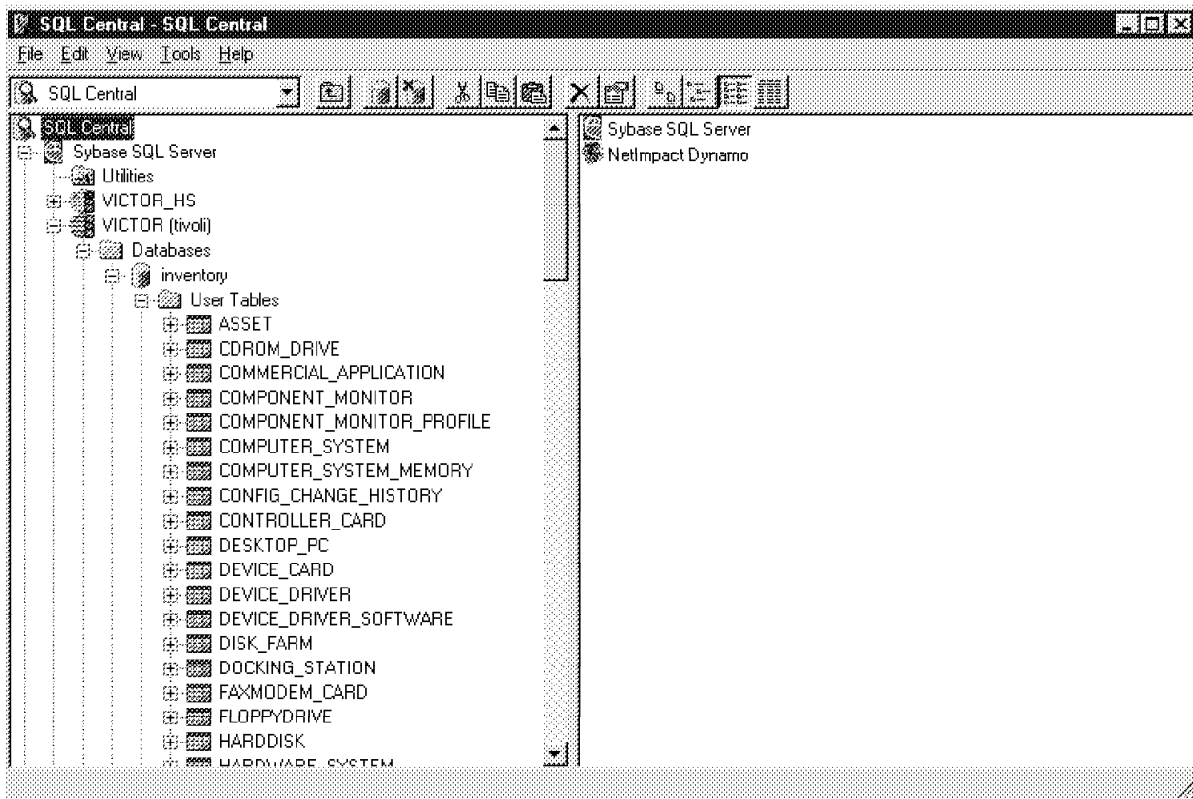 SQL Central - SQL Central
File Edit View Tools Help
SQL Central
SQL Central
Sybase SQL Server
Utilities
VICTOR_HS
VICTOR (tivoli)
Databases
inventory
User Tables
ASSET
CDROM_DRIVE
COMMERCIAL_APPLICATION
COMPONENT_MONITOR
COMPONENT_MONITOR_PROFILE
COMPUTER_SYSTEM
COMPUTER_SYSTEM_MEMORY
CONFIG_CHANGE_HISTORY
CONTROLLER_CARD
DESKTOP_PC
DEVICE_CARD
DEVICE_DRIVER
DEVICE_DRIVER_SOFTWARE
DISK_FARM
DOCKING_STATION
FAXMODEM_CARD
FLOPPYDRIVE
HARDDISK
HARDWARE_SYSTEM
Sybase SQL Server
NetImpact Dynamo